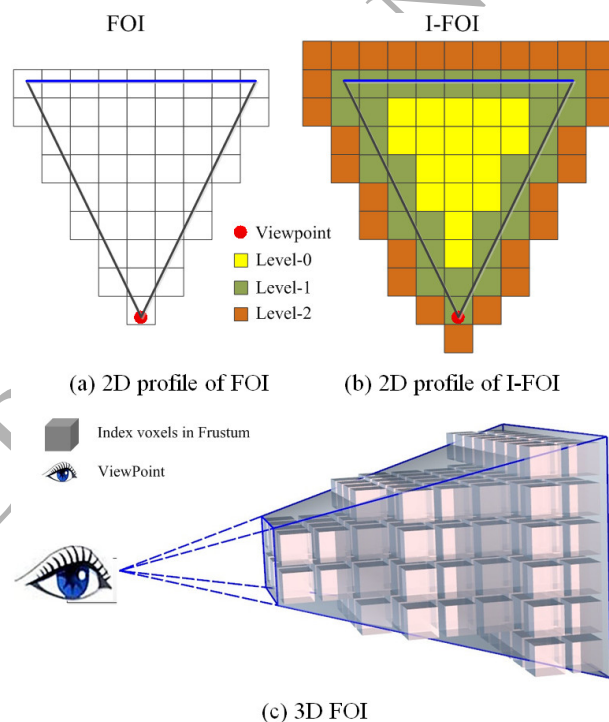 FOI
I-FOI
Viewpoint
Level-0
Level-1
Level-2
(a) 2D profile of FOI
(b) 2D profile of I-FOI
Index voxels in Frustum
ViewPoint
(c) 3D FOI